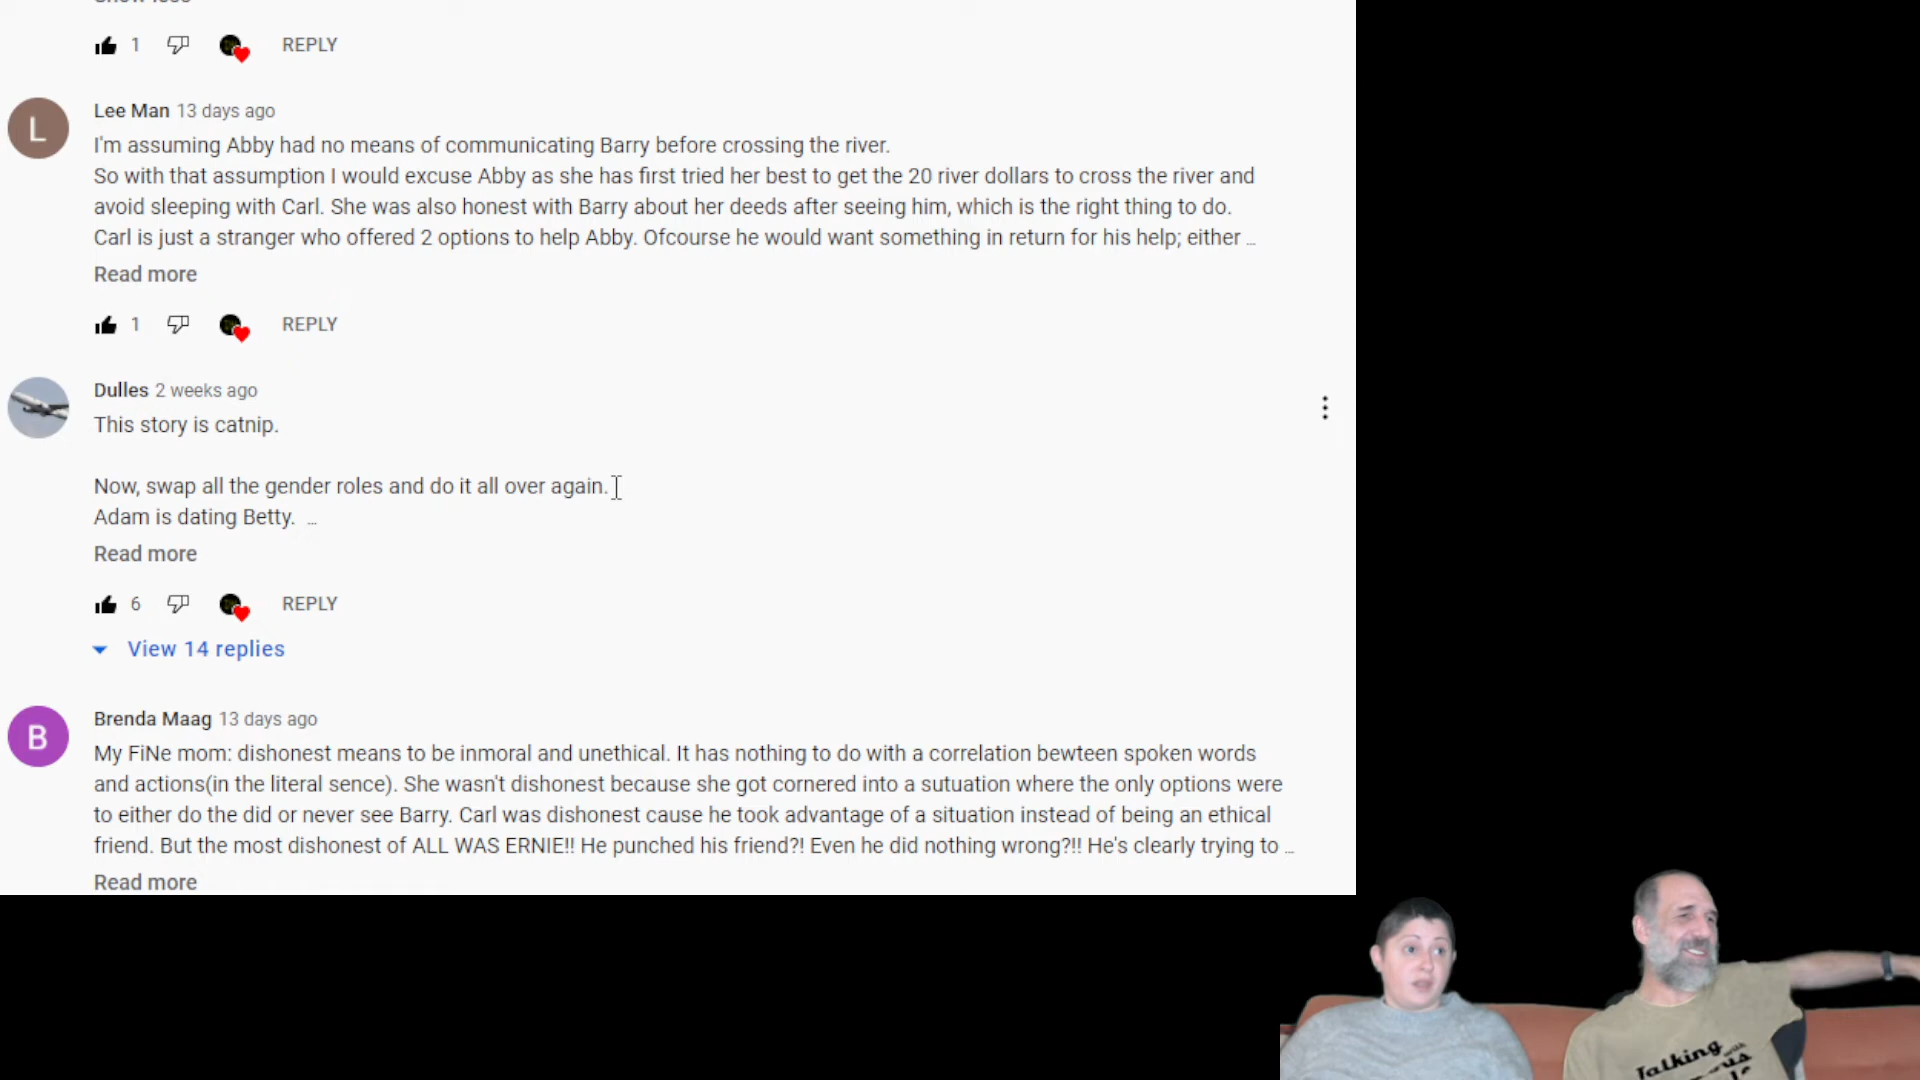 1 REPLY
L
Lee Man 13 days ago
I'm assuming Abby had no means of communicating Barry before crossing the river.
So with that assumption I would excuse Abby as she has first tried her best to get the 20 river dollars to cross the river and
avoid sleeping with Carl. She was also honest with Barry about her deeds after seeing him, which is the right thing to do.
Carl is just a stranger who offered 2 options to help Abby. Ofcourse he would want something in return for his help; either ...
Read more
1 REPLY
Dulles 2 weeks ago
This story is catnip.
Now, swap all the gender roles and do it all over again.
Adam is dating Betty. ...
Read more
6 REPLY
View 14 replies
B
Brenda Maag 13 days ago
My FiNe mom: dishonest means to be inmoral and unethical. It has nothing to do with a correlation bewteen spoken words
and actions(in the literal sence). She wasn't dishonest because she got cornered into a sutuation where the only options were
to either do the did or never see Barry. Carl was dishonest cause he took advantage of a situation instead of being an ethical
friend. But the most dishonest of ALL WAS ERNIE!! He punched his friend?! Even he did nothing wrong?!! He's clearly trying to ...
Read more
Talking with